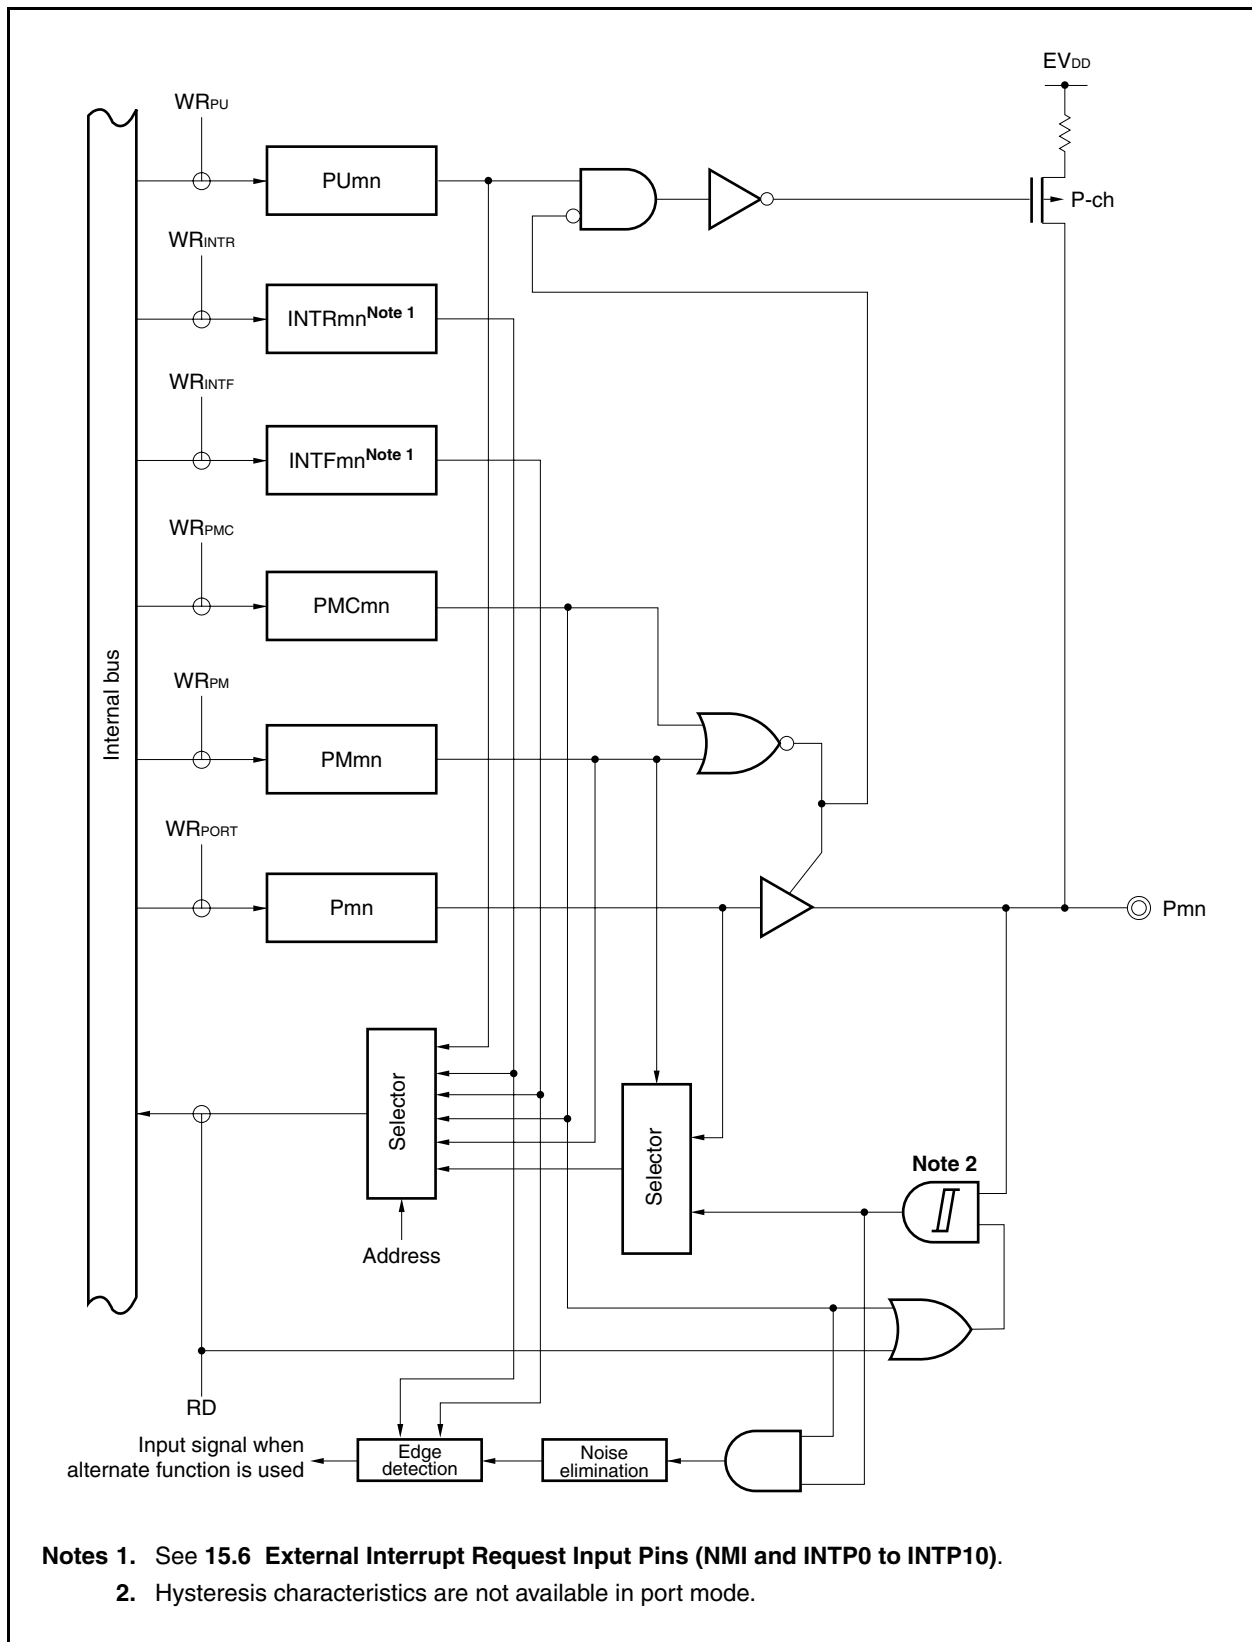 EVDD
WRPU
PUmn
P-ch
WRINTR
INTRmnNote 1
WRINTF
INTFmnNote 1
WRPMC
PMCmn
Internal bus
WRPM
PMmn
WRPORT
Pmn
Pmn
Selector
Selector
Note 2
Address
RD
Input signal when
alternate function is used
Edge
detection
Noise
elimination
Notes 1. See 15.6 External Interrupt Request Input Pins (NMI and INTP0 to INTP10).
2. Hysteresis characteristics are not available in port mode.